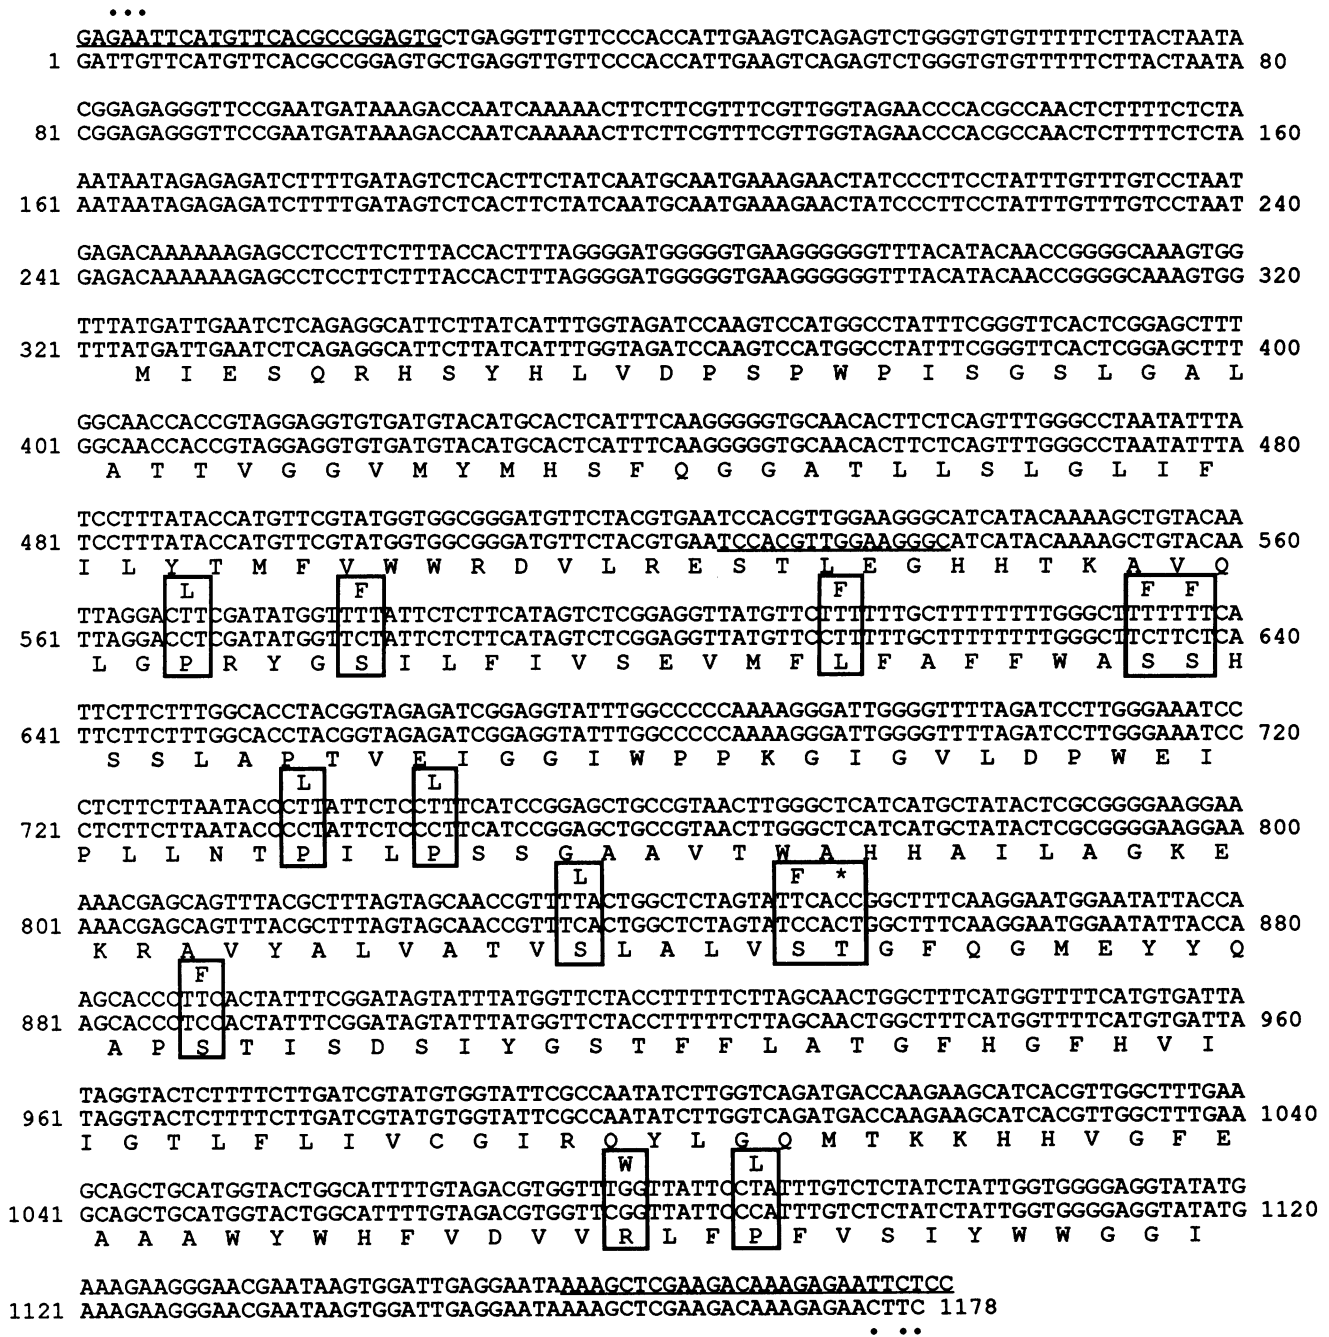 • • •
GAGAATTCATGTTCACGCCGGAGTGCTGAGGTTGTTCCCACCATTGAAGTCAGAGTCTGGGTGTGTTTTTCTTACTAATA
1 GATTGTTCATGTTCACGCCGGAGTGCTGAGGTTGTTCCCACCATTGAAGTCAGAGTCTGGGTGTGTTTTTCTTACTAATA 80
CGGAGAGGGTTCCGAATGATAAAGACCAATCAAAAACTTCTTCGTTTCGTTGGTAGAACCCACGCCAACTCTTTTCTCTA
81 CGGAGAGGGTTCCGAATGATAAAGACCAATCAAAAACTTCTTCGTTTCGTTGGTAGAACCCACGCCAACTCTTTTCTCTA 160
AATAATAGAGAGATCTTTTGATAGTCTCACTTCTATCAATGCAATGAAAGAACTATCCCTTCCTATTTGTTTGTCCTAAT
161 AATAATAGAGAGATCTTTTGATAGTCTCACTTCTATCAATGCAATGAAAGAACTATCCCTTCCTATTTGTTTGTCCTAAT 240
GAGACAAAAAAGAGCCTCCTTCTTTACCACTTTAGGGGATGGGGGTGAAGGGGGGTTTACATACAACCGGGGCAAAGTGG
241 GAGACAAAAAAGAGCCTCCTTCTTTACCACTTTAGGGGATGGGGGTGAAGGGGGGTTTACATACAACCGGGGCAAAGTGG 320
TTTATGATTGAATCTCAGAGGCATTCTTATCATTTGGTAGATCCAAGTCCATGGCCTATTTCGGGTTCACTCGGAGCTTT
321 TTTATGATTGAATCTCAGAGGCATTCTTATCATTTGGTAGATCCAAGTCCATGGCCTATTTCGGGTTCACTCGGAGCTTT 400
M I E S Q R H S Y H L V D P S P W P I S G S L G A L
GGCAACCACCGTAGGAGGTGTGATGTACATGCACTCATTTCAAGGGGGTGCAACACTTCTCAGTTTGGGCCTAATATTTA
401 GGCAACCACCGTAGGAGGTGTGATGTACATGCACTCATTTCAAGGGGGTGCAACACTTCTCAGTTTGGGCCTAATATTTA 480
A T T V G G V M Y M H S F Q G G A T L L S L G L I F
TCCTTTATACCATGTTCGTATGGTGGCGGGATGTTCTACGTGAATCCACGTTGGAAGGGCATCATACAAAAGCTGTACAA
481 TCCTTTATACCATGTTCGTATGGTGGCGGGATGTTCTACGTGAATCCACGTTGGAAGGGCATCATACAAAAGCTGTACAA 560
I L Y T M F V W W R D V L R E S T L E G H H T K A V Q
L F F F F
TTAGGACTTCGATATGGTTTTATTCTCTTCATAGTCTCGGAGGTTATGTTCTTTTTTGCTTTTTTTTGGGCTTTTTTTCA
561 TTAGGACCTCGATATGGTTCTATTCTCTTCATAGTCTCGGAGGTTATGTTCCTTTTTGCTTTTTTTTGGGCTTCTTCTCA 640
L G P R Y G S I L F I V S E V M F L F A F F W A S S H
TTCTTCTTTGGCACCTACGGTAGAGATCGGAGGTATTTGGCCCCCAAAAGGGATTGGGGTTTTAGATCCTTGGGAAATCC
641 TTCTTCTTTGGCACCTACGGTAGAGATCGGAGGTATTTGGCCCCCAAAAGGGATTGGGGTTTTAGATCCTTGGGAAATCC 720
S S L A P T V E I G G I W P P K G I G V L D P W E I
L L
CTCTTCTTAATACCCTTATTCTCCTTTCATCCGGAGCTGCCGTAACTTGGGCTCATCATGCTATACTCGCGGGGAAGGAA
721 CTCTTCTTAATACCCCTATTCTCCCTTCATCCGGAGCTGCCGTAACTTGGGCTCATCATGCTATACTCGCGGGGAAGGAA 800
P L L N T P I L P S S G A A V T W A H H A I L A G K E
L F *
AAACGAGCAGTTTACGCTTTAGTAGCAACCGTTTTACTGGCTCTAGTATTCACCGGCTTTCAAGGAATGGAATATTACCA
801 AAACGAGCAGTTTACGCTTTAGTAGCAACCGTTTCACTGGCTCTAGTATCCACTGGCTTTCAAGGAATGGAATATTACCA 880
K R A V Y A L V A T V S L A L V S T G F Q G M E Y Y Q
F
AGCACCCTTCACTATTTCGGATAGTATTTATGGTTCTACCTTTTTCTTAGCAACTGGCTTTCATGGTTTTCATGTGATTA
881 AGCACCCTCCACTATTTCGGATAGTATTTATGGTTCTACCTTTTTCTTAGCAACTGGCTTTCATGGTTTTCATGTGATTA 960
A P S T I S D S I Y G S T F F L A T G F H G F H V I
TAGGTACTCTTTTCTTGATCGTATGTGGTATTCGCCAATATCTTGGTCAGATGACCAAGAAGCATCACGTTGGCTTTGAA
961 TAGGTACTCTTTTCTTGATCGTATGTGGTATTCGCCAATATCTTGGTCAGATGACCAAGAAGCATCACGTTGGCTTTGAA 1040
I G T L F L I V C G I R Q Y L G Q M T K K H H V G F E
W L
GCAGCTGCATGGTACTGGCATTTTGTAGACGTGGTTTGGTTATTCCTATTTGTCTCTATCTATTGGTGGGGAGGTATATG
1041 GCAGCTGCATGGTACTGGCATTTTGTAGACGTGGTTCGGTTATTCCCATTTGTCTCTATCTATTGGTGGGGAGGTATATG 1120
A A A W Y W H F V D V V R L F P F V S I Y W W G G I
AAAGAAGGGAACGAATAAGTGGATTGAGGAATAAAAGCTCGAAGACAAAGAGAATTCTCC
1121 AAAGAAGGGAACGAATAAGTGGATTGAGGAATAAAAGCTCGAAGACAAAGAGAACTTC 1178
• • •